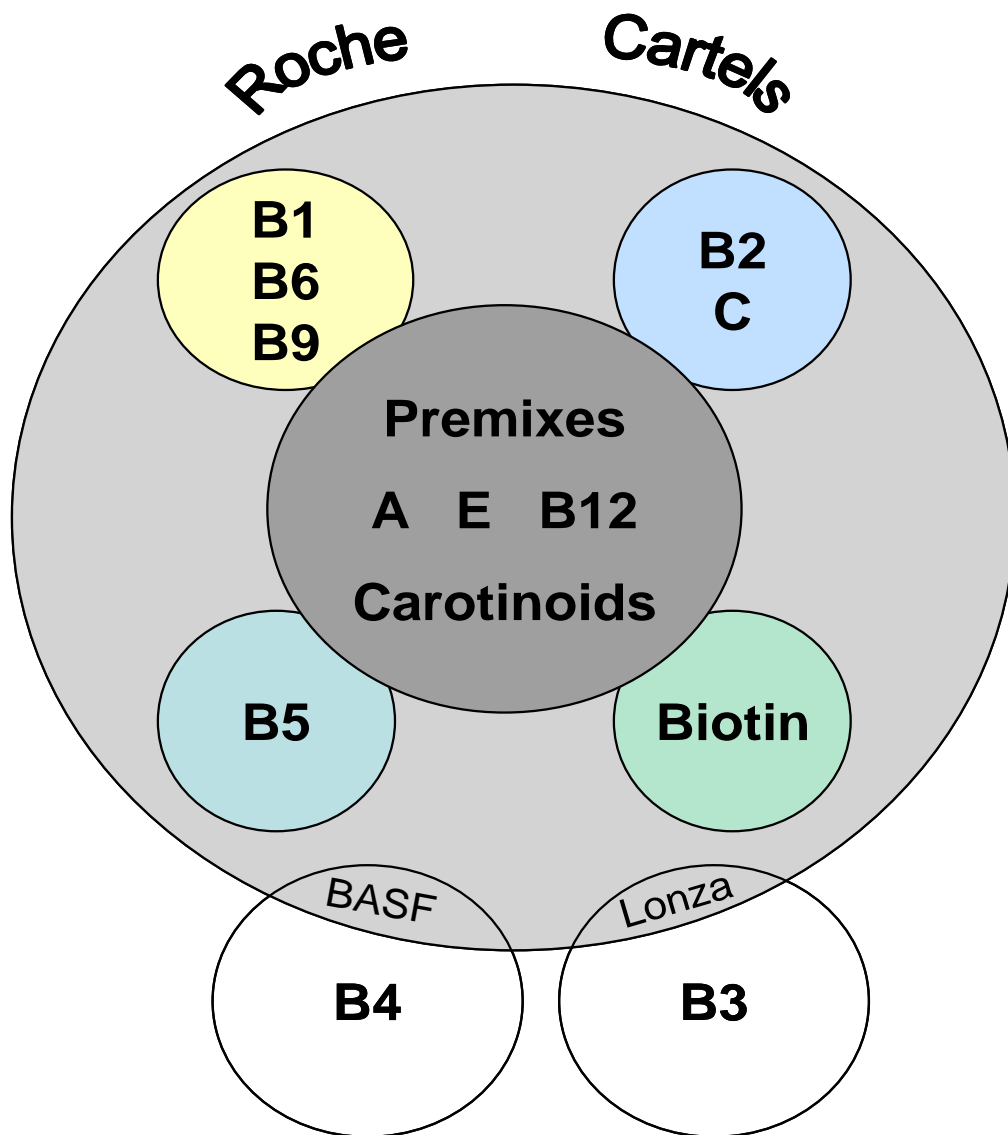 Roche Cartels
B1
B6
B9
B2
C
Premixes
A E B12
Carotinoids
B5
Biotin
BASF
Lonza
B4
B3